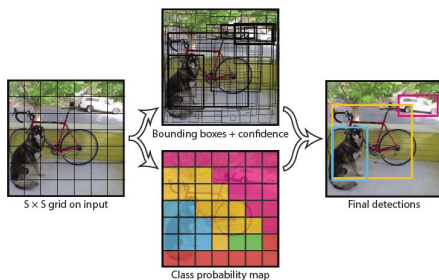 Bounding boxes + confidence
S × S grid on input
Final detections
Class probability map